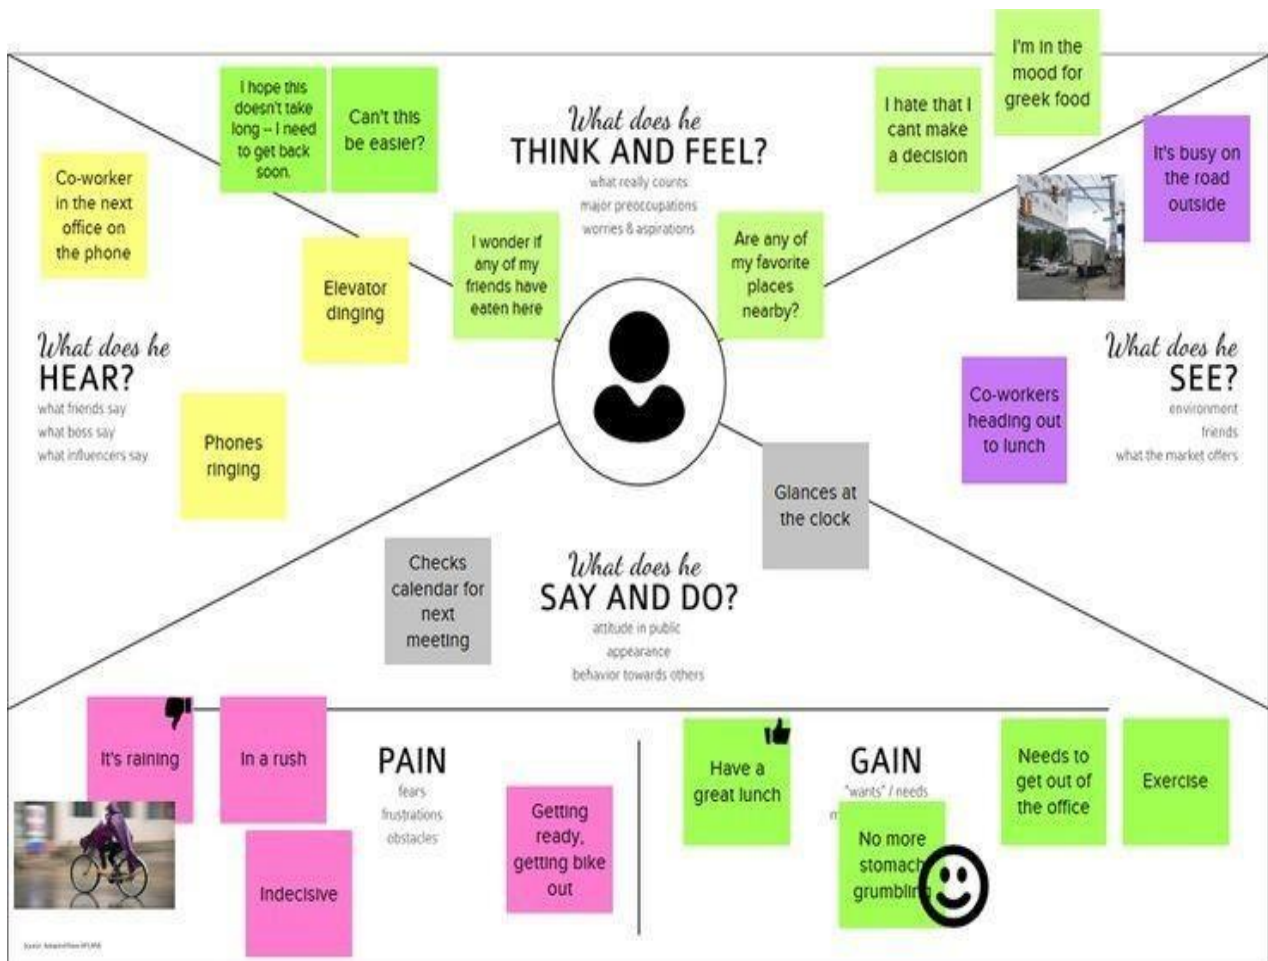 I hope this
doesn't take
long – I need
to get back
soon.
Can't this
be easier?
What does he
THINK AND FEEL?
what really counts
major preoccupations
worries & aspirations
I hate that I
cant make
a decision
I'm in the
mood for
greek food
I wonder if
any of my
friends have
eaten here
Are any of
my favorite
places
nearby?
Co-worker
in the next
office on
the phone
Elevator
dinging
What does he
HEAR?
what friends say
what boss say
what influencers say
Phones
ringing
It's busy on
the road
outside
What does he
SEE?
environment
friends
what the market offers
Co-workers
heading out
to lunch
Glances at
the clock
Checks
calendar for
next
meeting
What does he
SAY AND DO?
attitude in public
appearance
behavior towards others
It's raining
In a rush
Indecisive
PAIN
fears
frustrations
obstacles
Getting
ready,
getting bike
out
Have a
great lunch
GAIN
"wants" / needs
No more
stomach
grumbling
Needs to
get out of
the office
Exercise